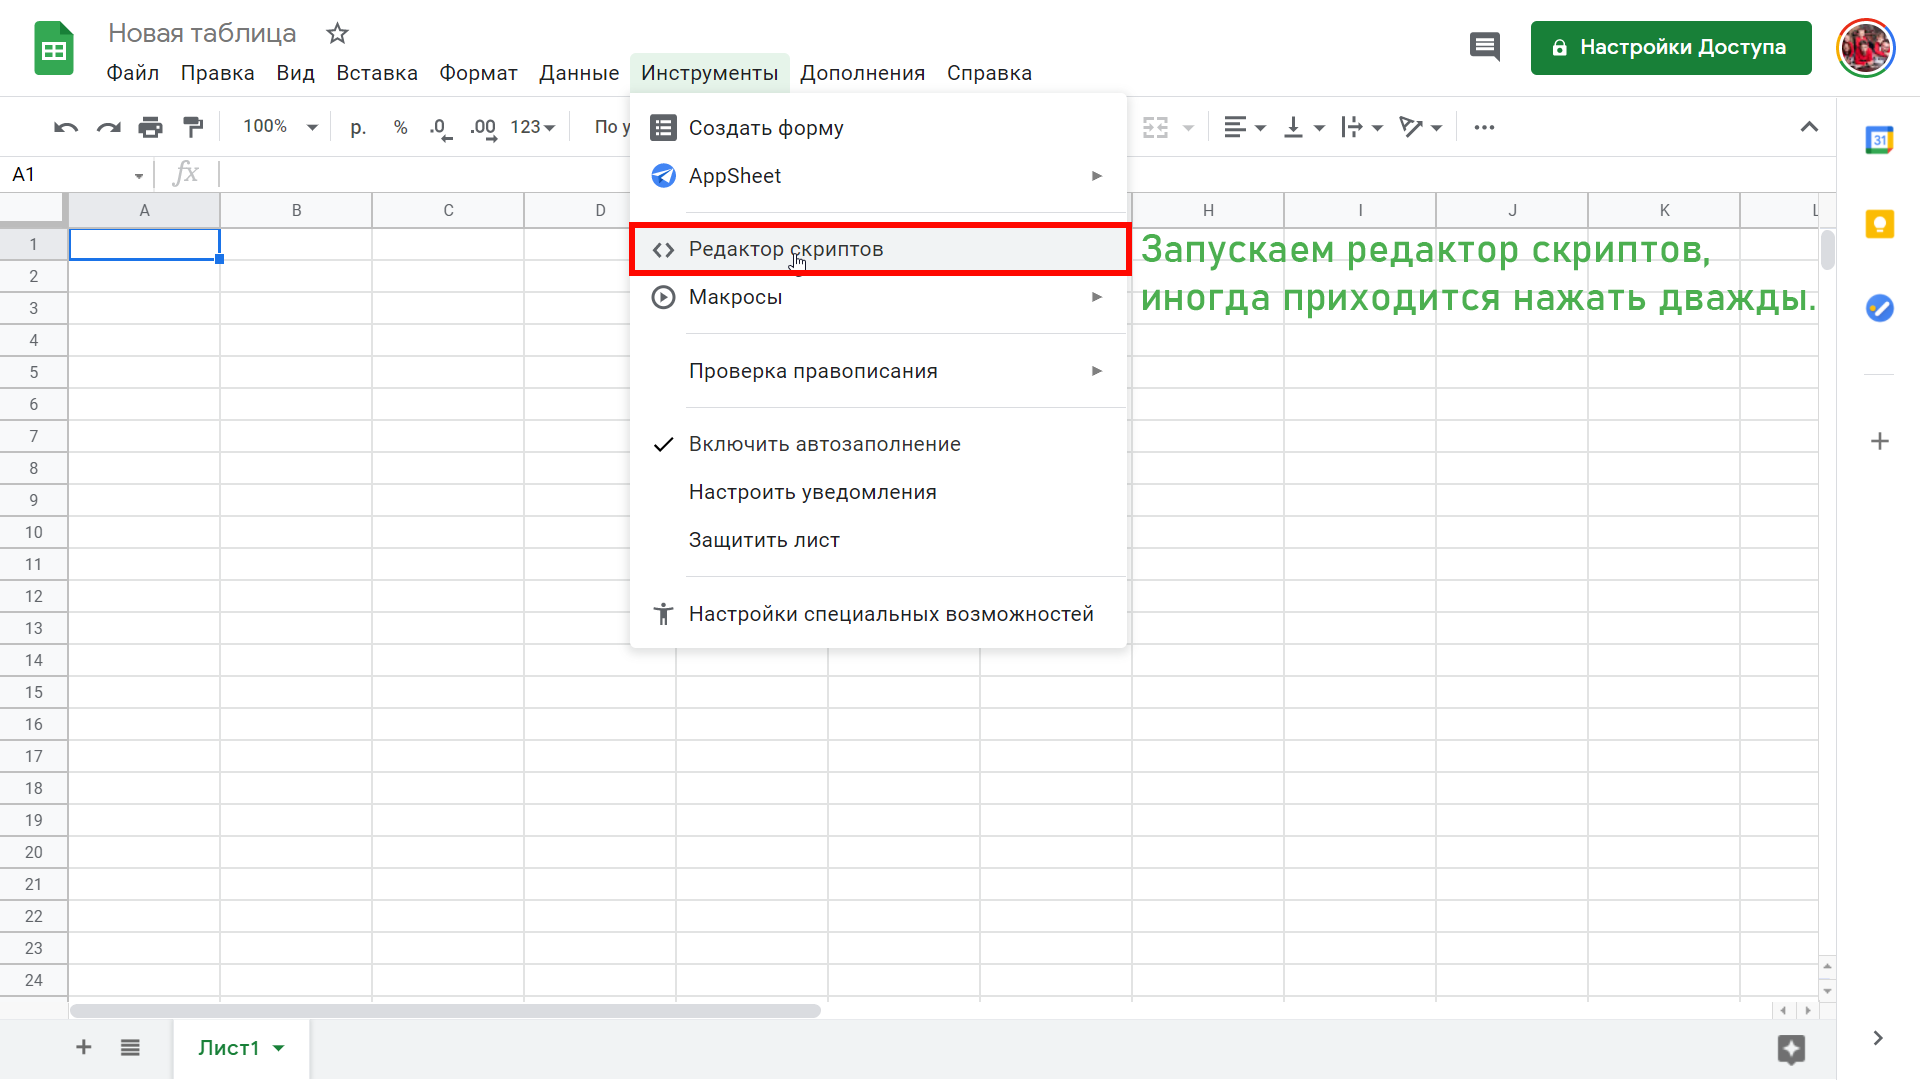 Новая таблица
Настройки Доступа
Файл Правка Вид Вставка Формат Данные Инструменты Дополнения Справка
100% р. % .0 .00 123 По у
Создать форму
AppSheet
31
A1 fx
A B C D H I J K L
Редактор скриптов
Запускаем редактор скриптов,
иногда приходится нажать дважды.
Макросы
Проверка правописания
Включить автозаполнение
Настроить уведомления
Защитить лист
Настройки специальных возможностей
1
2
3
4
5
6
7
8
9
10
11
12
13
14
15
16
17
18
19
20
21
22
23
24
Лист1